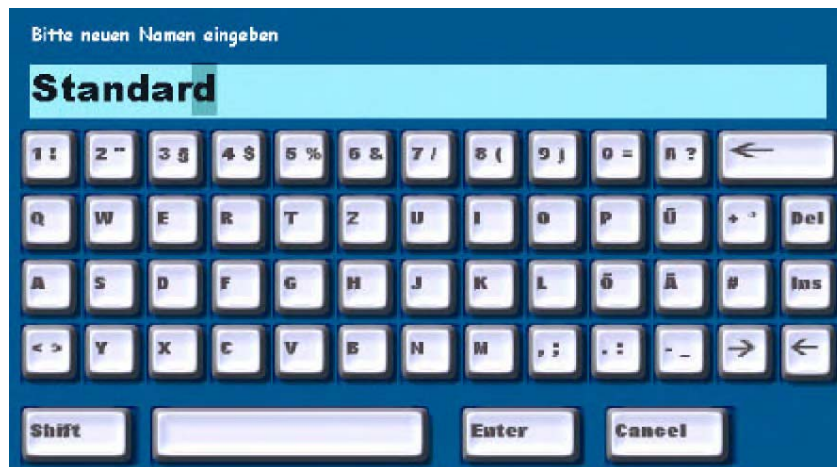 Bitte neuen Namen eingeben
Standard
1 ! 2 " 3 § 4 $ 5 % 6 & 7 / 8 ( 9 ) 0 = ß ? ←
Q W E R T Z U I O P Ü + * Del
A S D F G H J K L Ö Ä # Ins
< > Y X C V B N M , ; . : - _ → ←
Shift Enter Cancel